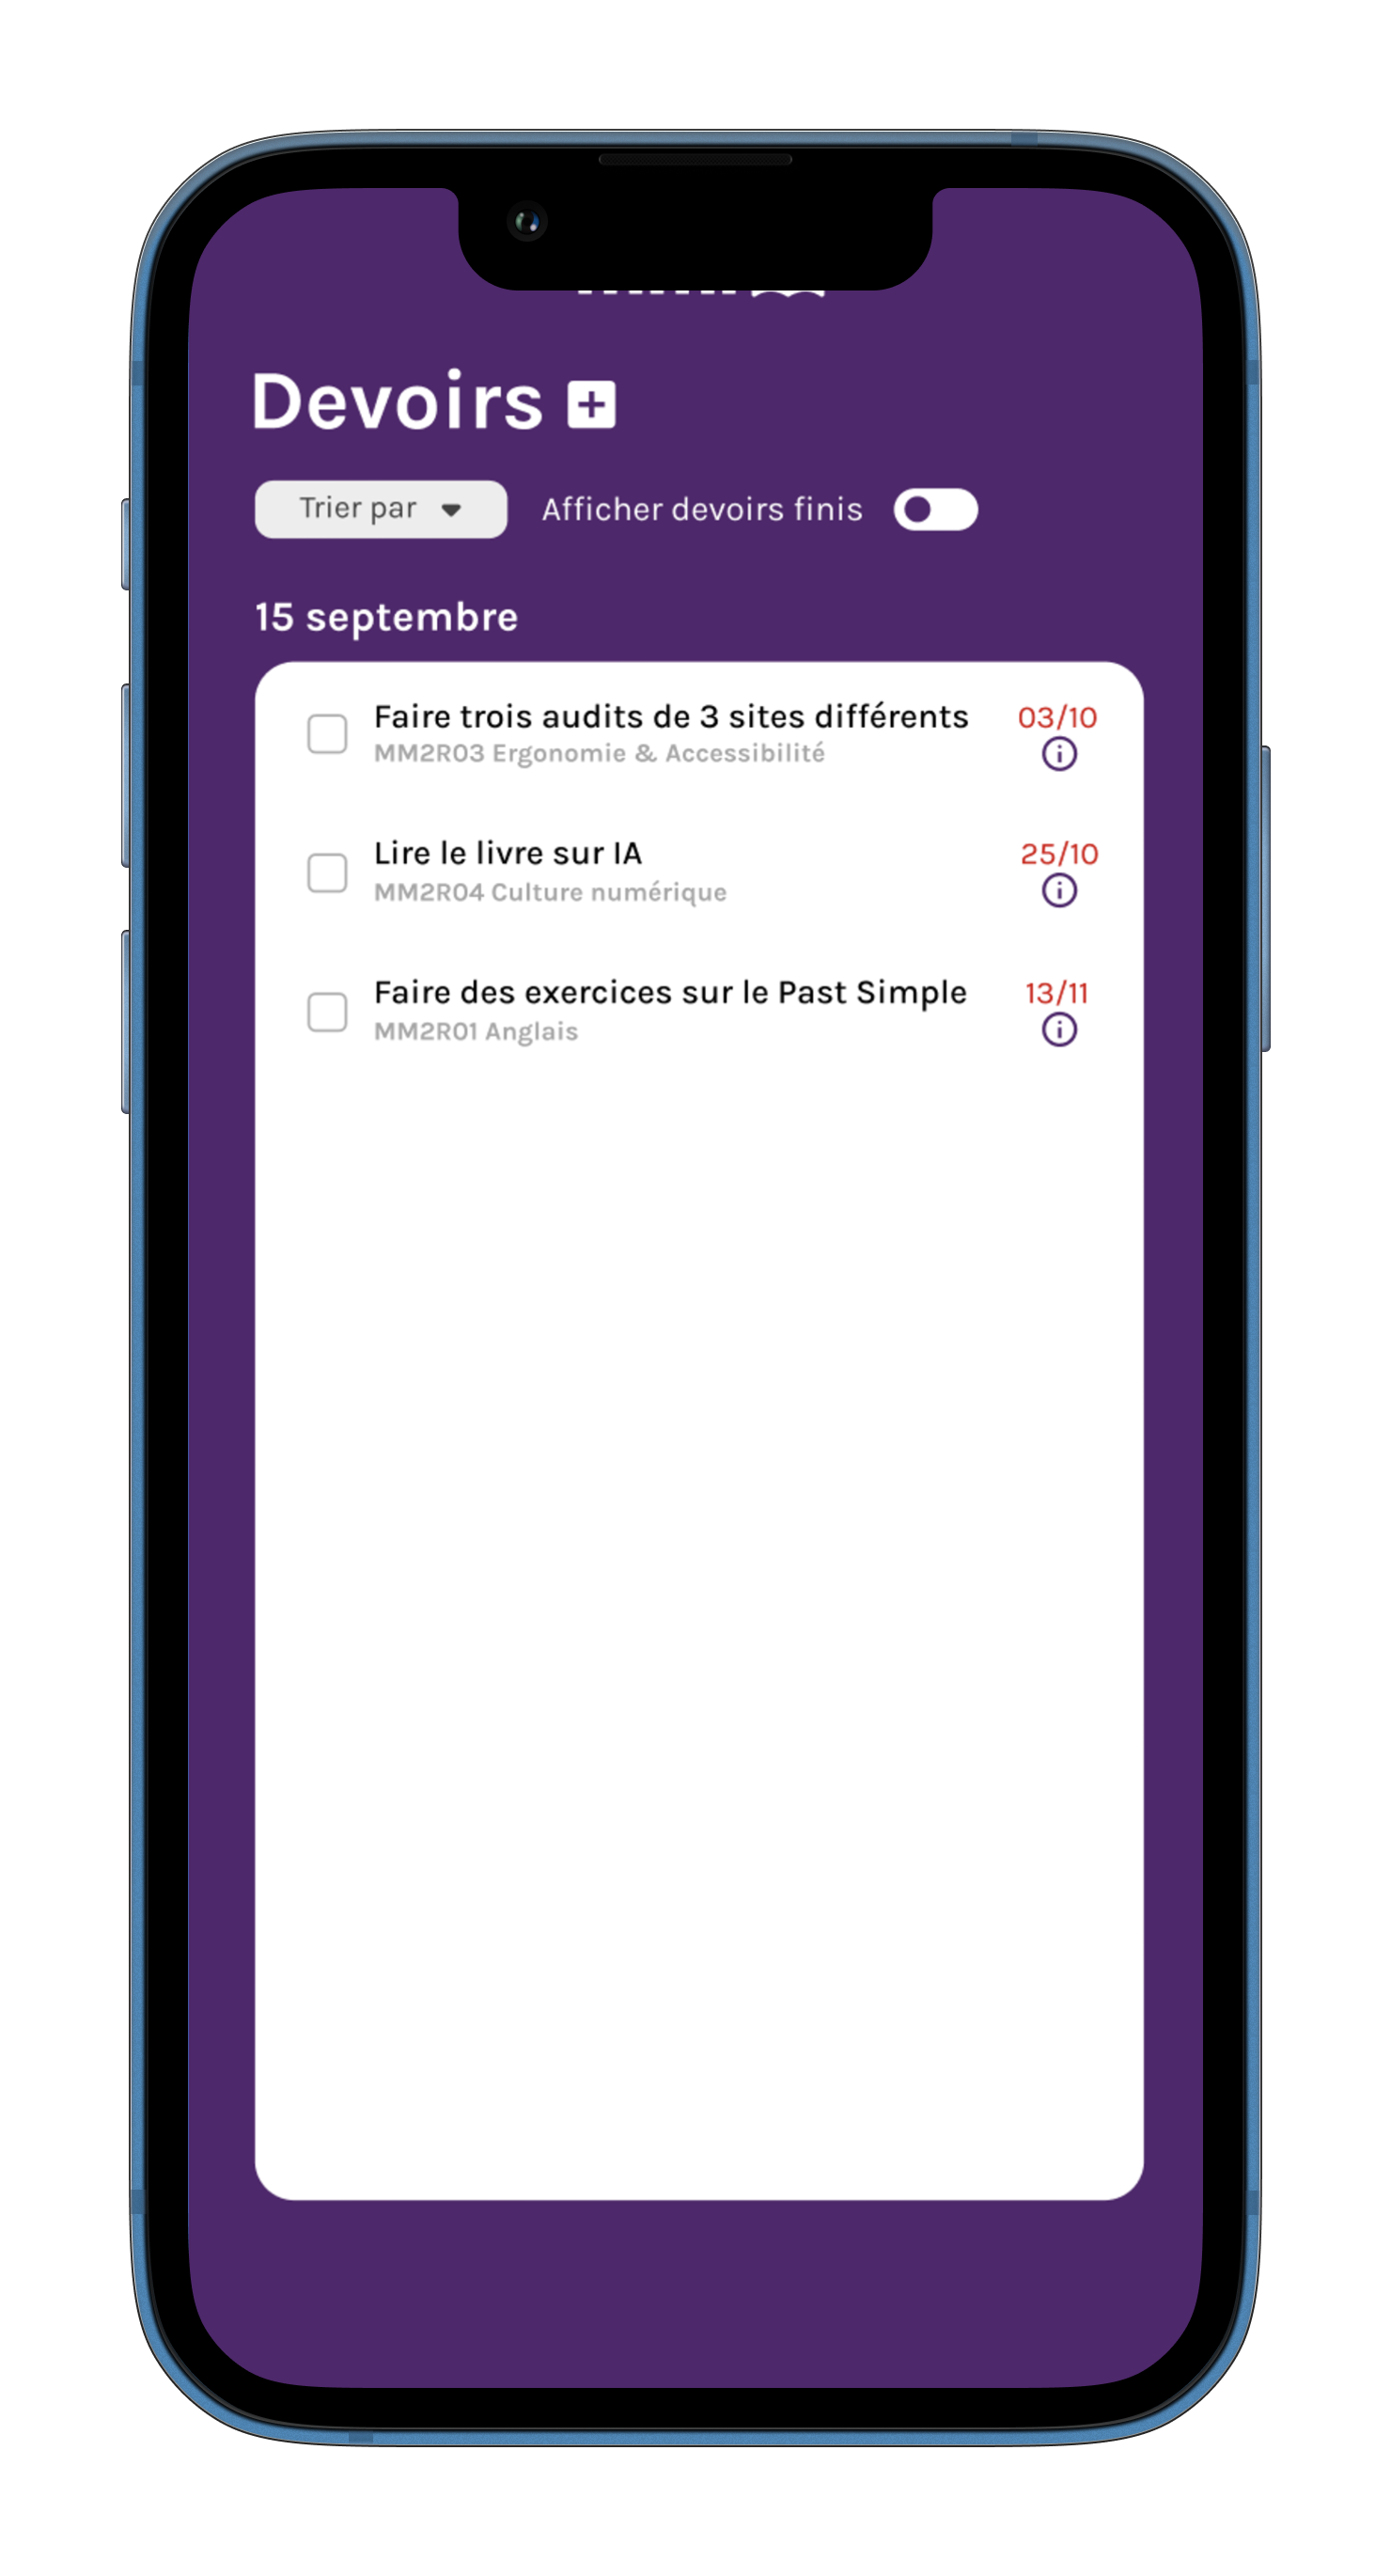 Devoirs
Trier par
Afficher devoirs finis
15 septembre
Faire trois audits de 3 sites différents 03/10
MM2R03 Ergonomie & Accessibilité
Lire le livre sur IA 25/10
MM2R04 Culture numérique
Faire des exercices sur le Past Simple 13/11
MM2R01 Anglais